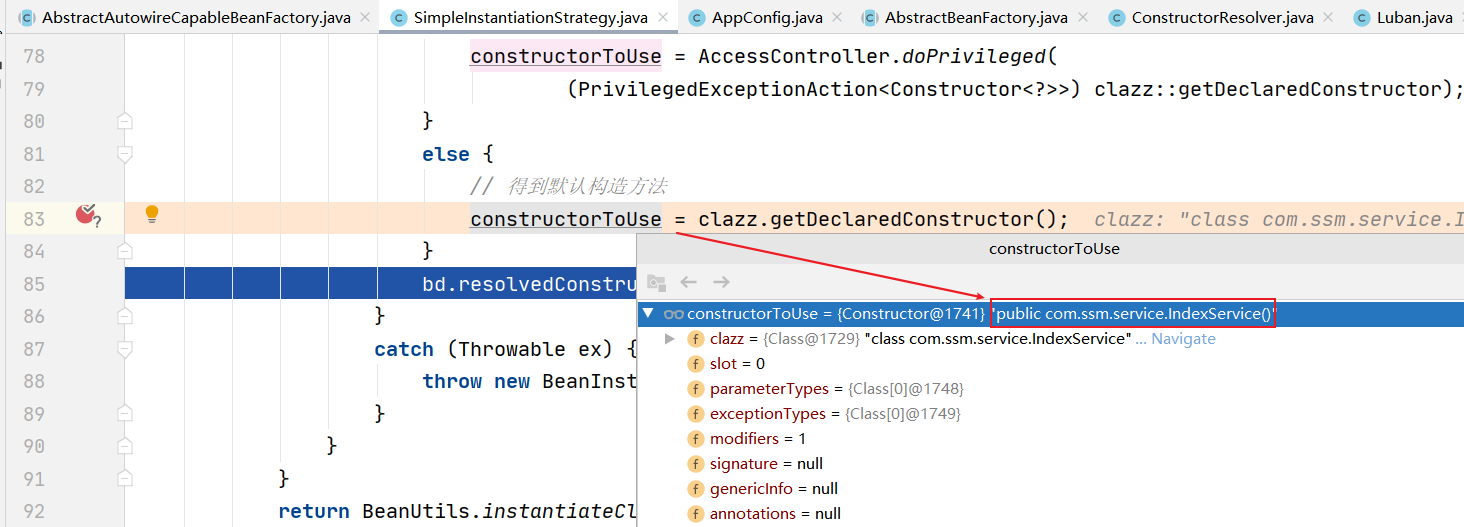 AbstractAutowireCapableBeanFactory.java SimpleInstantiationStrategy.java AppConfig.java AbstractBeanFactory.java ConstructorResolver.java Luban.java
78 constructorToUse = AccessController.doPrivileged(
79 (PrivilegedExceptionAction<Constructor<?>>) clazz::getDeclaredConstructor);
80 }
81 else {
82 // 得到默认构造方法
83 constructorToUse = clazz.getDeclaredConstructor(); clazz: "class com.ssm.service.I
84 }
constructorToUse
85 bd.resolvedConstru
86 }
constructorToUse = {Constructor@1741} "public com.ssm.service.IndexService()"
87 catch (Throwable ex) {
clazz = {Class@1729} "class com.ssm.service.IndexService" ... Navigate
slot = 0
88 throw new BeanInst
parameterTypes = {Class[0]@1748}
89 }
exceptionTypes = {Class[0]@1749}
90 }
modifiers = 1
signature = null
91 }
genericInfo = null
92 return BeanUtils.instantiateCl
annotations = null